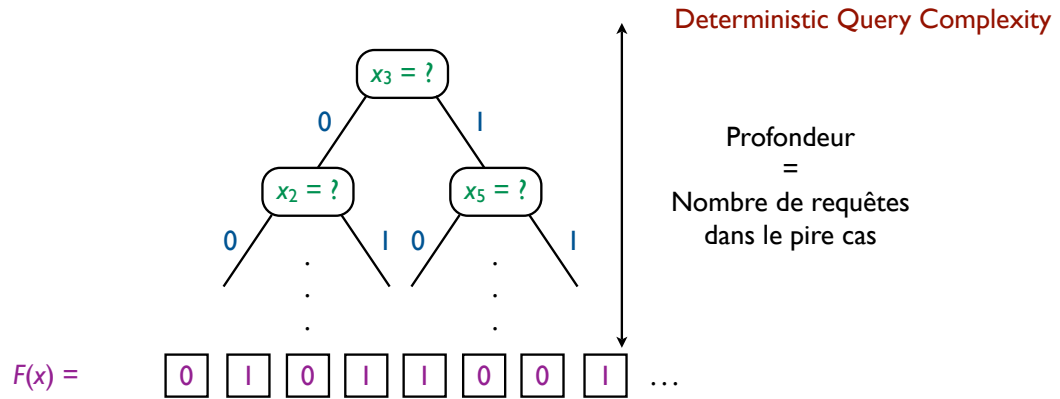 Deterministic Query Complexity
x₃ = ?
0 1
Profondeur
=
Nombre de requêtes
dans le pire cas
x₂ = ? x₅ = ?
0 1 0 1
F(x) = 0 1 0 1 1 0 0 1 ...